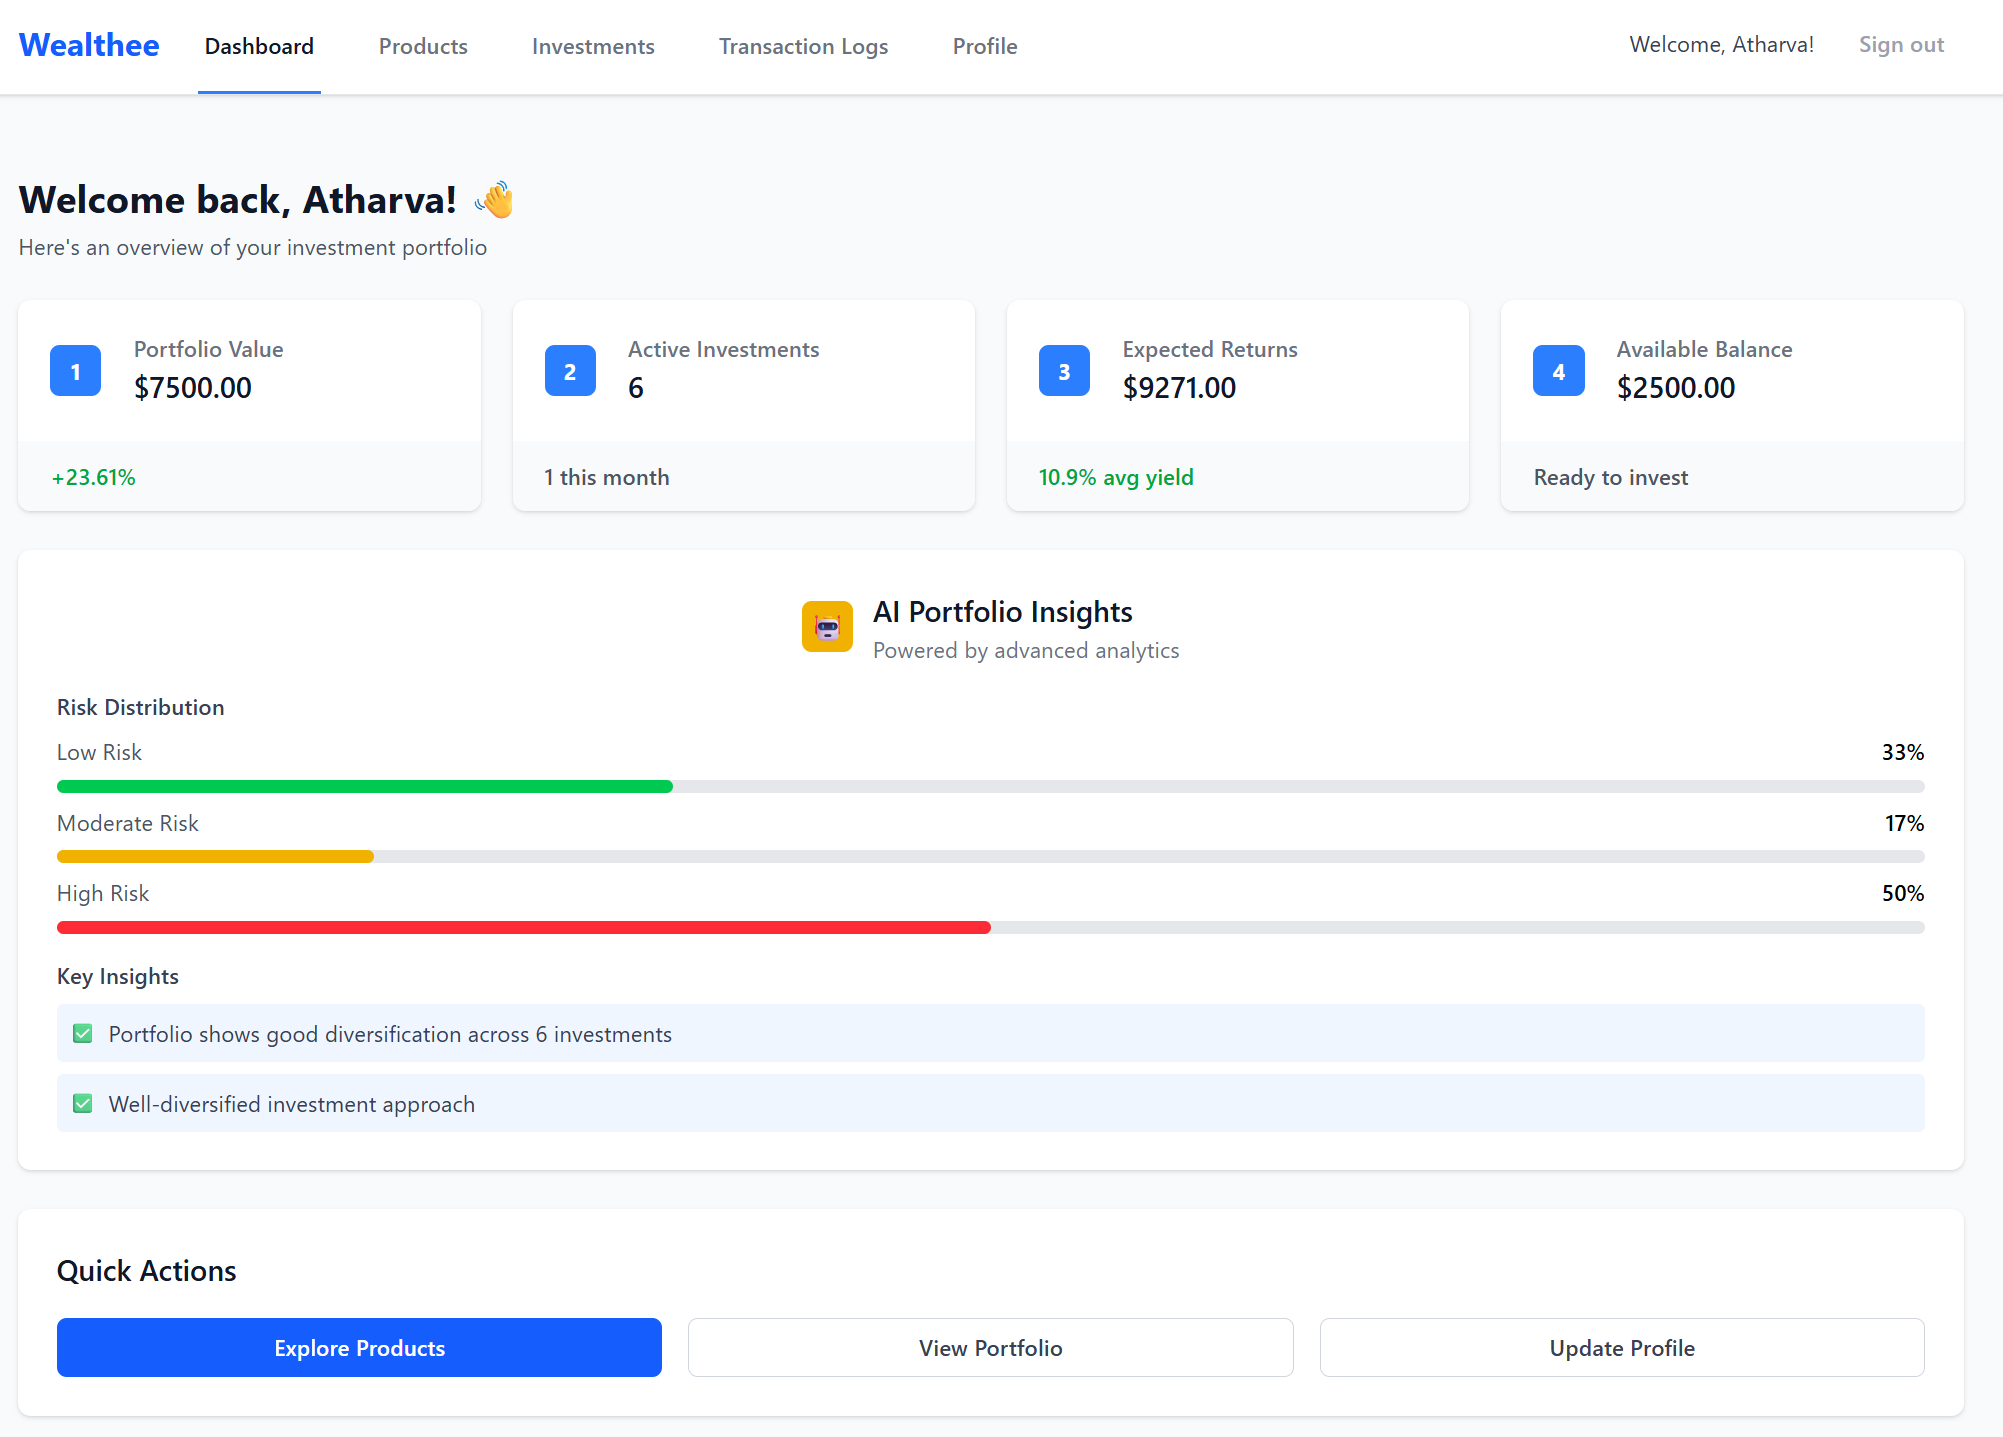 Wealthee
Dashboard
Products
Investments
Transaction Logs
Profile
Welcome, Atharva!
Sign out
Welcome back, Atharva! 👋
Here's an overview of your investment portfolio
1
Portfolio Value
$7500.00
+23.61%
2
Active Investments
6
1 this month
3
Expected Returns
$9271.00
10.9% avg yield
4
Available Balance
$2500.00
Ready to invest
AI Portfolio Insights
Powered by advanced analytics
Risk Distribution
Low Risk
33%
Moderate Risk
17%
High Risk
50%
Key Insights
✅ Portfolio shows good diversification across 6 investments
✅ Well-diversified investment approach
Quick Actions
Explore Products
View Portfolio
Update Profile